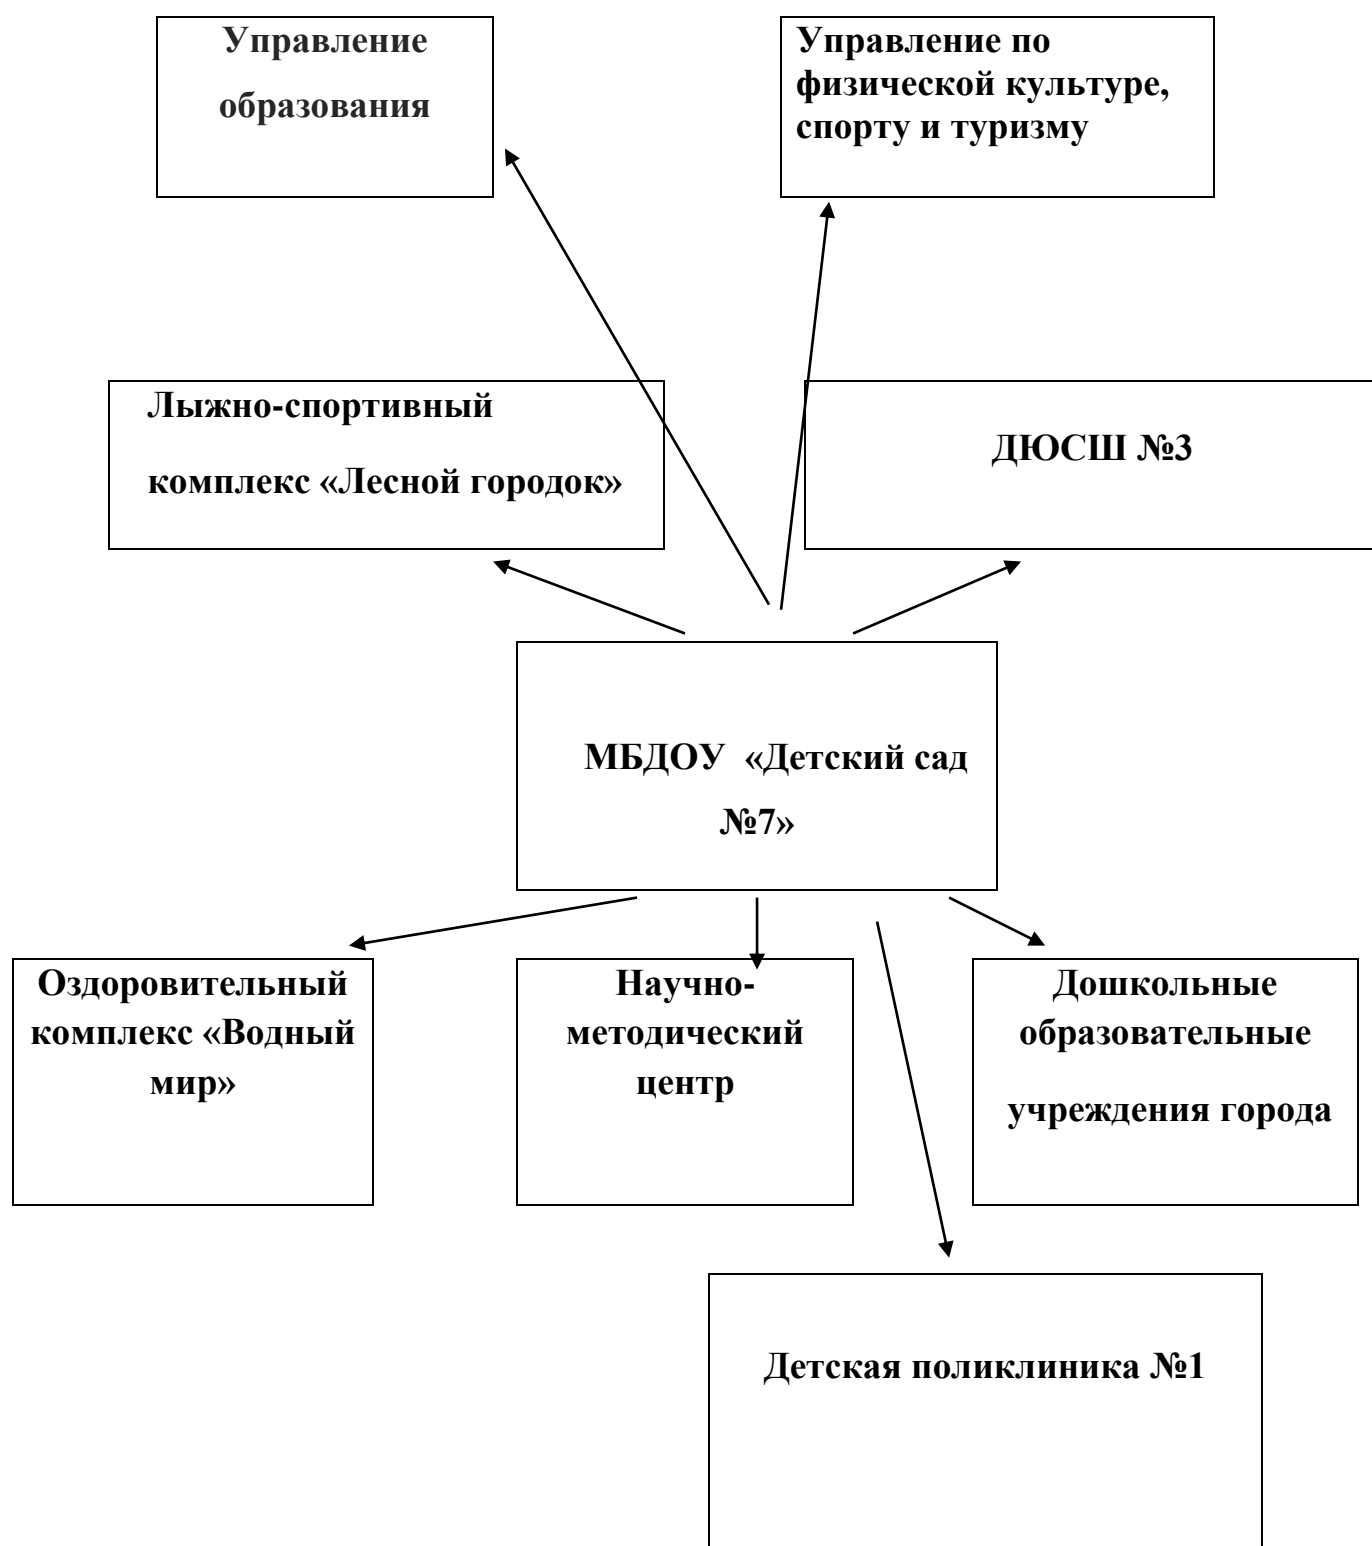 Управление
образования
Управление по
физической культуре,
спорту и туризму
Лыжно-спортивный
комплекс «Лесной городок»
ДЮСШ №3
МБДОУ «Детский сад
№7»
Оздоровительный
комплекс «Водный
мир»
Научно-
методический
центр
Дошкольные
образовательные
учреждения города
Детская поликлиника №1